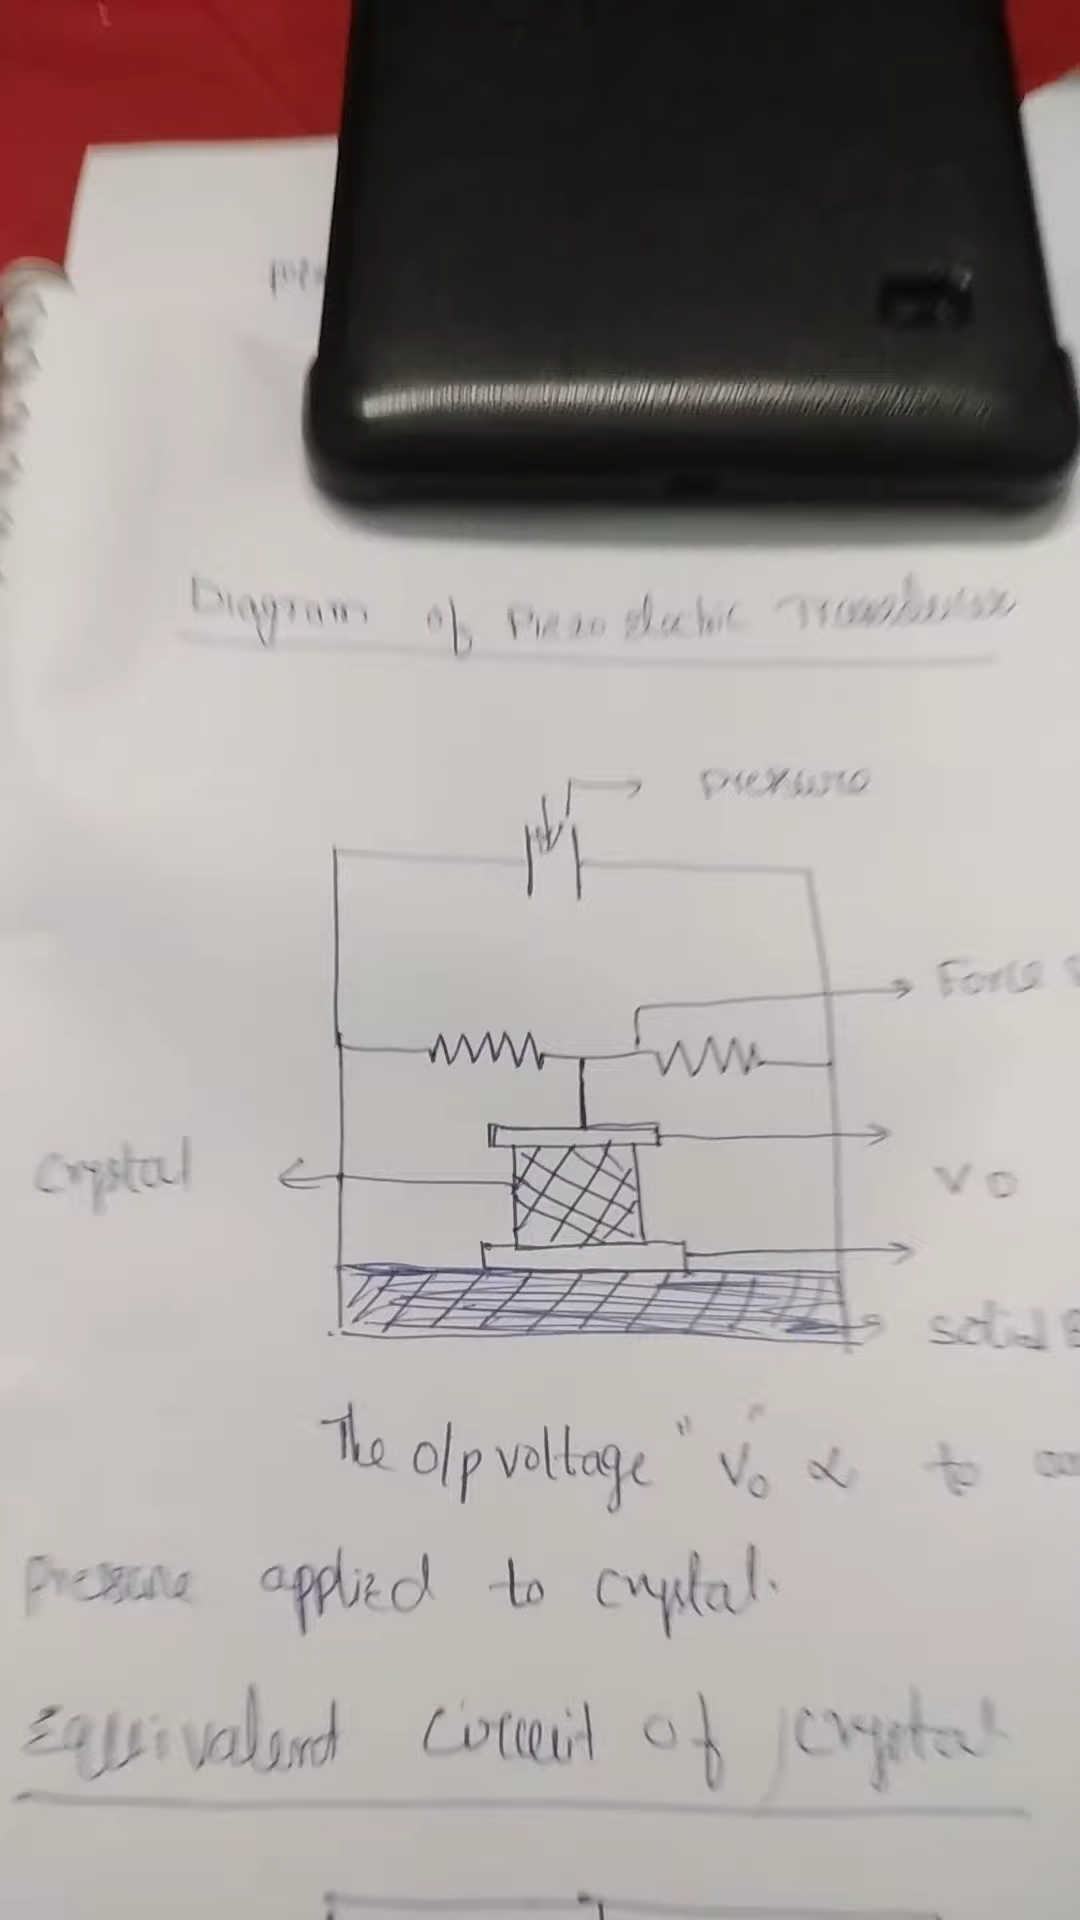 Diagram of Piezo electric Transducer
pressure
Force
crystal
Vo
solid
The o/p voltage "Vo" ∝ to
pressure applied to crystal.
Equivalent circuit of crystal